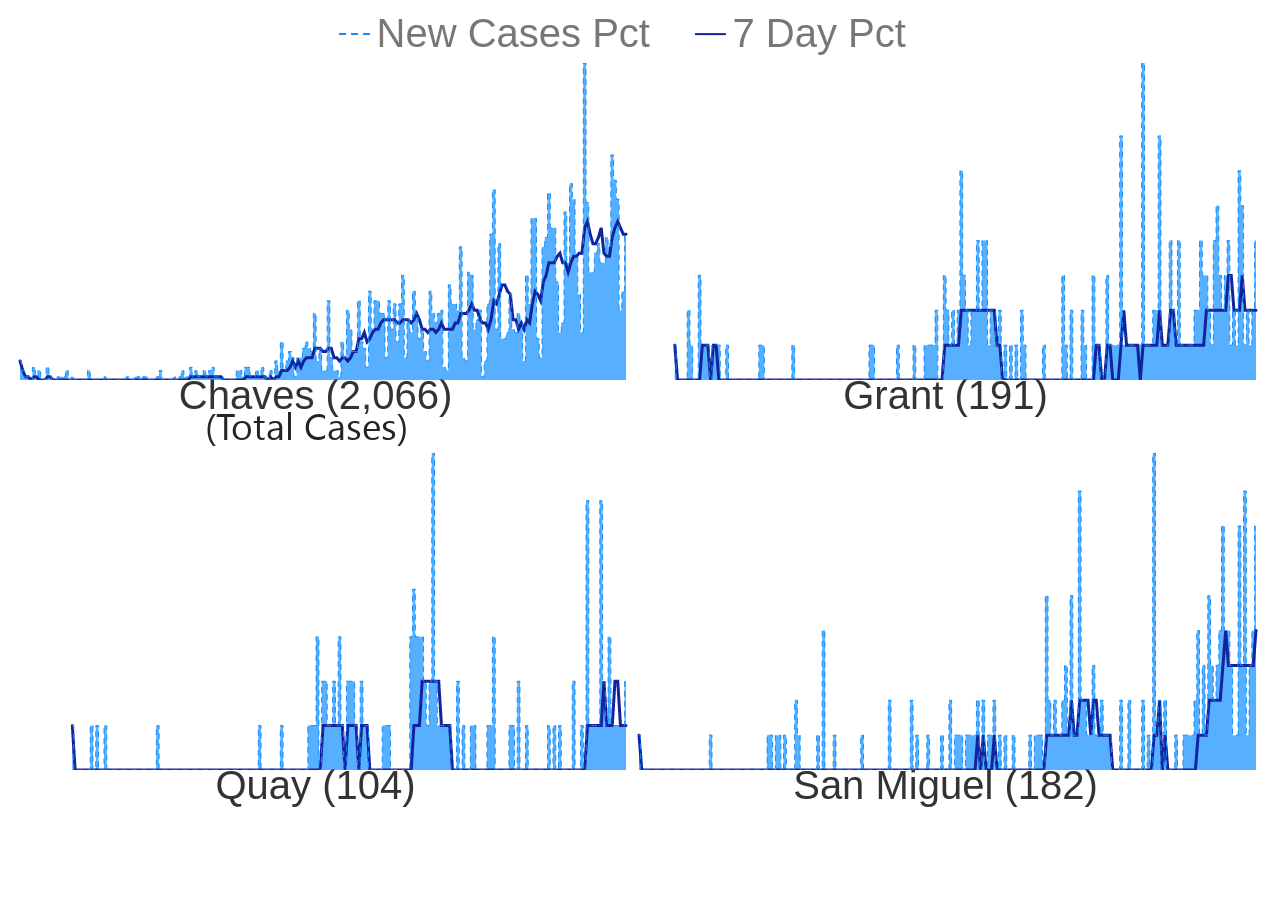 New Cases Pct 7 Day Pct
Chaves (2,066)
(Total Cases)
Grant (191)
Quay (104)
San Miguel (182)